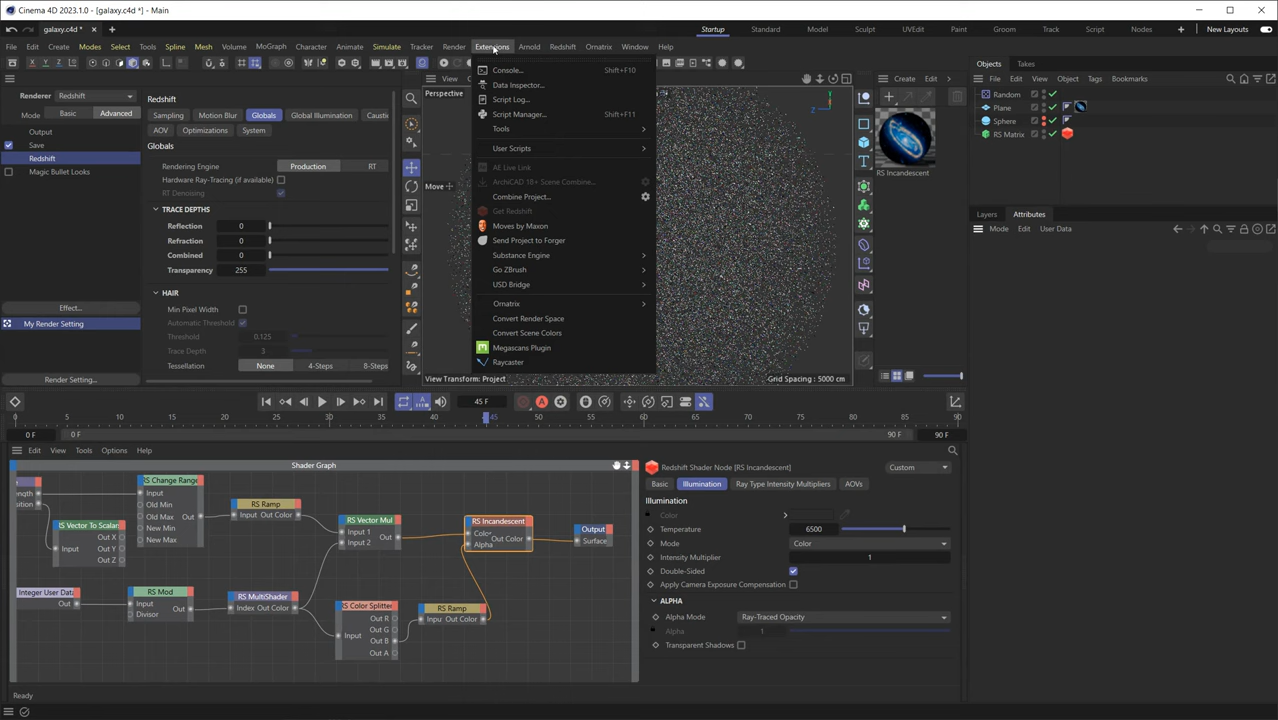 Cinema 4D 2023.1.0 - [galaxy.c4d *] - Main
galaxy.c4d *
Startup Galaxy Model Sculpt UVEdit Paint Groom Track Script Nodes New Layouts
File Edit Create Modes Select Tools Spline Mesh Volume MoGraph Character Animate Simulate Tracker Render Extensions Arnold Redshift Ornatrix Window Help
Renderer Redshift
Mode Basic Advanced
Output
Save
Redshift
Magic Bullet Looks
Effect...
My Render Setting
Render Setting...
Redshift
Sampling Motion Blur Globals Global Illumination
AOV Optimizations System
Globals
Rendering Engine Production RT
Hardware Ray-Tracing (if available)
RT Denoising
TRACE DEPTHS
Reflection 0
Refraction 0
Combined 0
Transparency 255
HAIR
Min Pixel Width
Automatic Threshold
Threshold 0.125
Trace Depth 3
Tessellation None 4-Steps 8-Steps
View
Perspective
Move
View Transform: Project
Grid Spacing : 5000 cm
Z
Y
Console... Shift+F10
Data Inspector...
Script Log...
Script Manager... Shift+F11
Tools
User Scripts
AE Live Link
ArchiCAD 18+ Scene Combine...
Combine Project...
Get Redshift
Moves by Maxon
Send Project to Forger
Substance Engine
Go ZBrush
USD Bridge
Ornatrix
Convert Render Space
Convert Scene Colors
Megascans Plugin
Raycaster
Create Edit
RS Incandescent
Objects Takes
File Edit View Object Tags Bookmarks
Random
Plane
Sphere
RS Matrix
Layers Attributes
Mode Edit User Data
45 F
0 5 10 15 20 25 30 35 40 45 50 55 60 65 70 75 80 85 90
0 F 0 F 90 F 90 F
Edit View Tools Options Help
Shader Graph
ength
sition
RS Change Range
Input
Old Min
Old Max Out
New Min
New Max
RS Vector To Scalars
Out X
Input Out Y
Out Z
RS Ramp
Input Out Color
RS Vector Mul
Input 1
Input 2 Out
RS Incandescent
Color
Alpha Out Color
Output
Surface
Integer User Data
Out
RS Mod
Input Out
Divisor
RS MultiShader
Index Out Color
RS Color Splitter
Out R
Out G
Input Out B
Out A
RS Ramp
Inpu Out Color
Redshift Shader Node [RS Incandescent] Custom
Basic Illumination Ray Type Intensity Multipliers AOVs
Illumination
Color
Temperature 6500
Mode Color
Intensity Multiplier 1
Double-Sided
Apply Camera Exposure Compensation
ALPHA
Alpha Mode Ray-Traced Opacity
Alpha 1
Transparent Shadows
Ready